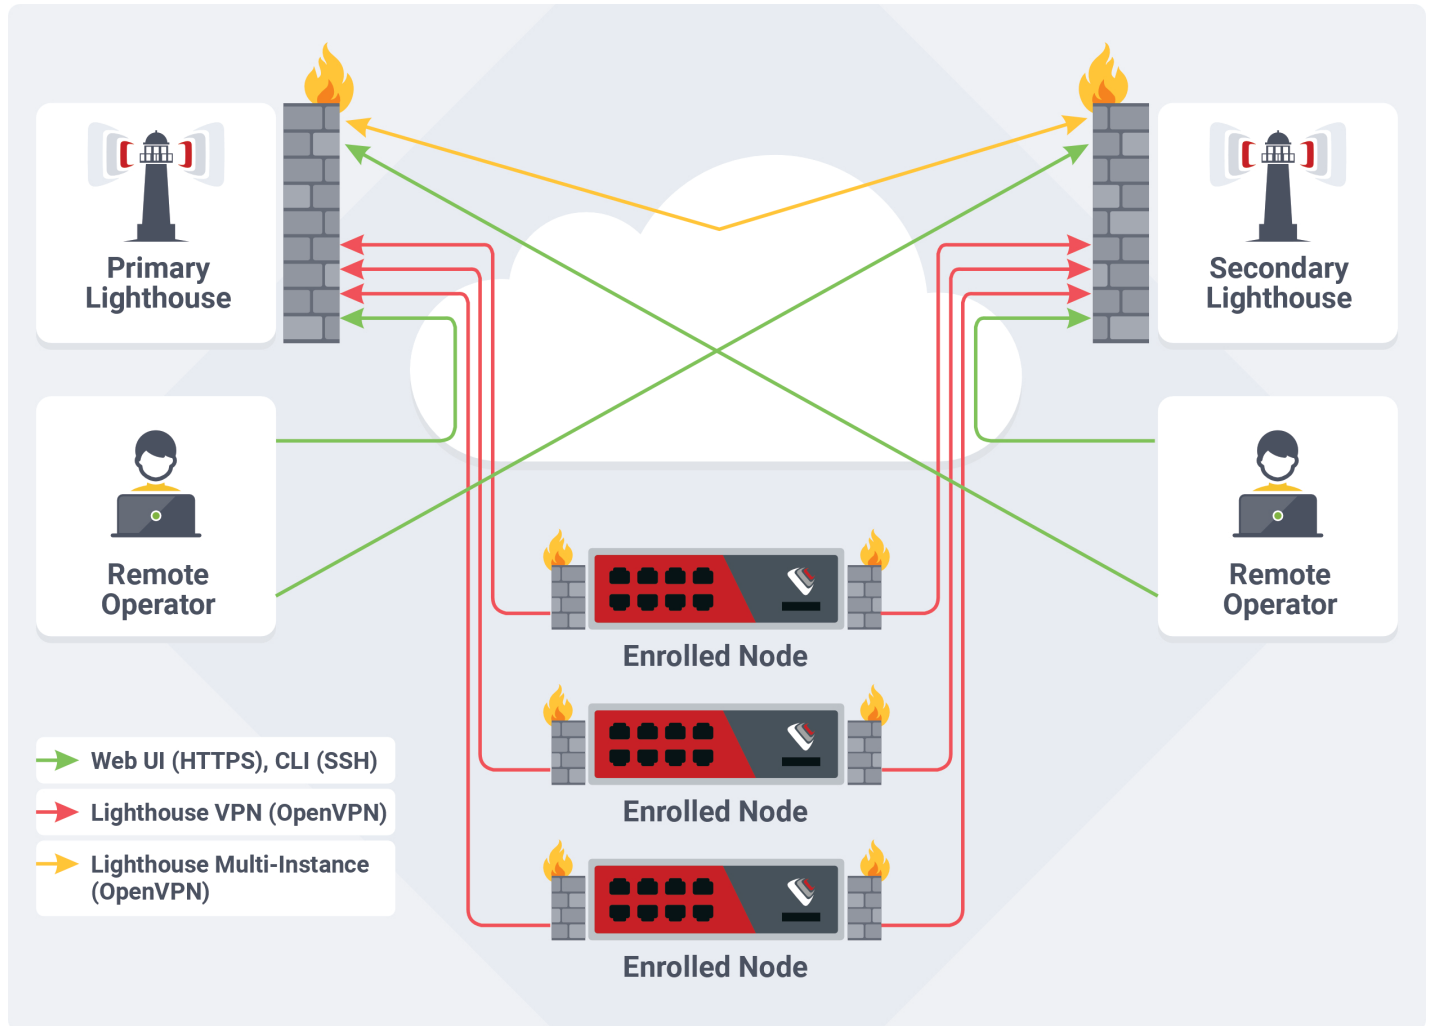 Primary
Lighthouse
Secondary
Lighthouse
Remote
Operator
Remote
Operator
Enrolled Node
Enrolled Node
Enrolled Node
Web UI (HTTPS), CLI (SSH)
Lighthouse VPN (OpenVPN)
Lighthouse Multi-Instance
(OpenVPN)